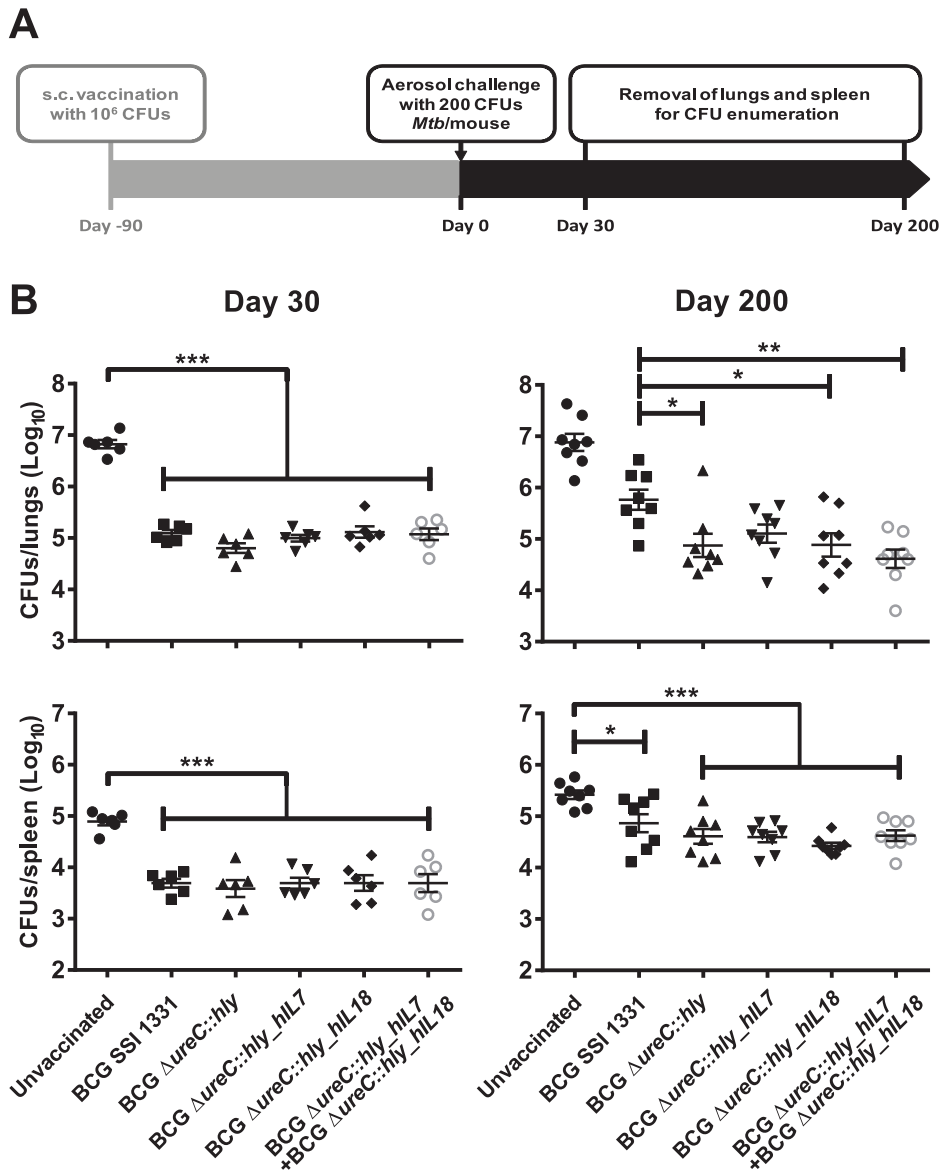 A
s.c. vaccination
with 10⁶ CFUs
Aerosol challenge
with 200 CFUs
Mtb/mouse
Removal of lungs and spleen
for CFU enumeration
Day -90
Day 0
Day 30
Day 200
B
Day 30
Day 200
CFUs/lungs (Log₁₀)
8
7
6
5
4
3
***
8
7
6
5
4
3
**
*
*
CFUs/spleen (Log₁₀)
7
6
5
4
3
2
***
7
6
5
4
3
2
***
*
Unvaccinated
BCG SSI 1331
BCG ΔureC::hly
BCG ΔureC::hly_hIL7
BCG ΔureC::hly_hIL18
BCG ΔureC::hly_hIL7
+BCG ΔureC::hly_hIL18
Unvaccinated
BCG SSI 1331
BCG ΔureC::hly
BCG ΔureC::hly_hIL7
BCG ΔureC::hly_hIL18
BCG ΔureC::hly_hIL7
+BCG ΔureC::hly_hIL18